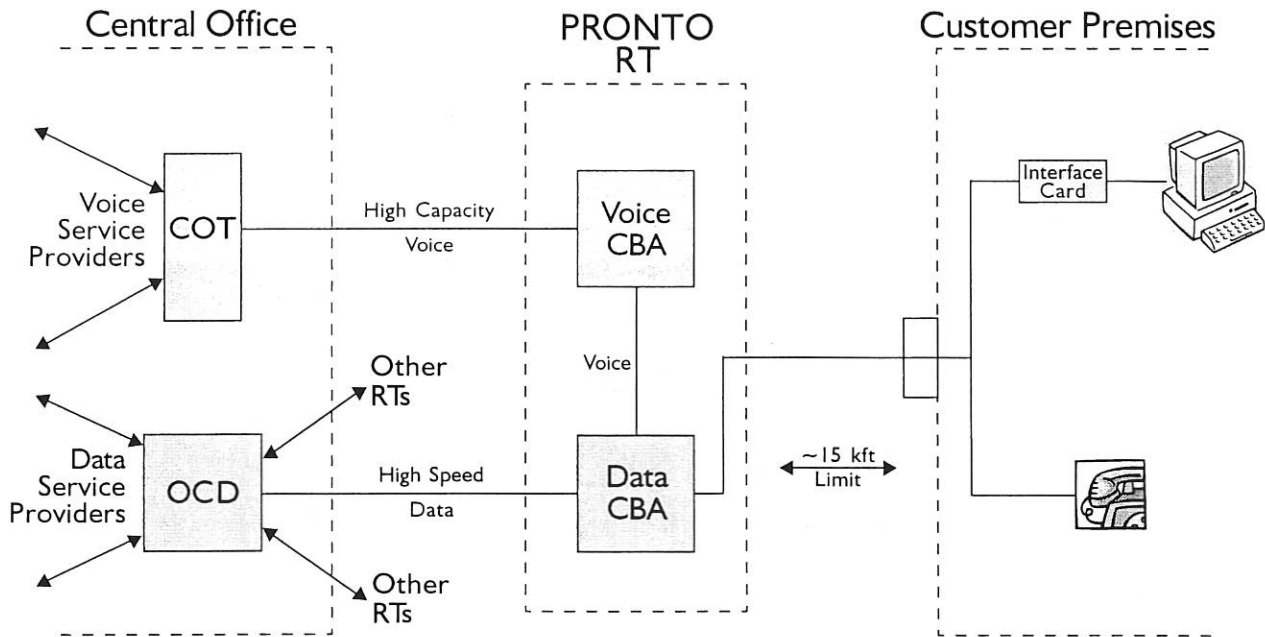 Central Office
PRONTO
RT
Customer Premises
Voice
Service
Providers
COT
High Capacity
Voice
Voice
CBA
Interface
Card
Voice
Other
RTs
Data
Service
Providers
OCD
High Speed
Data
Data
CBA
~15 kft
Limit
Other
RTs